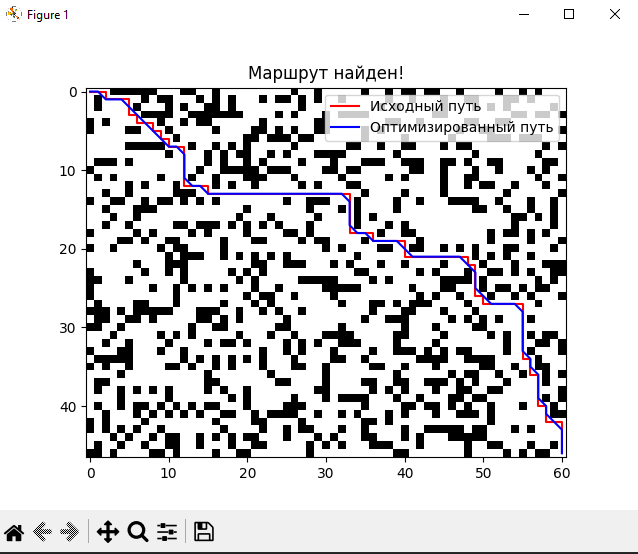 Figure 1
Маршрут найден!
Исходный путь
Оптимизированный путь
0
10
20
30
40
0 10 20 30 40 50 60